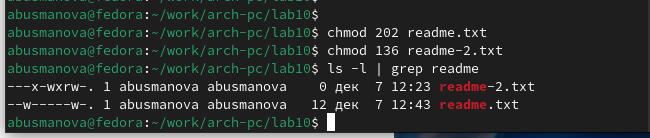 abusmanova@fedora:~/work/arch-pc/lab10$
abusmanova@fedora:~/work/arch-pc/lab10$ chmod 202 readme.txt
abusmanova@fedora:~/work/arch-pc/lab10$ chmod 136 readme-2.txt
abusmanova@fedora:~/work/arch-pc/lab10$ ls -l | grep readme
---x-wxrw-. 1 abusmanova abusmanova    0 дек  7 12:23 readme-2.txt
--w-----w-. 1 abusmanova abusmanova   12 дек  7 12:43 readme.txt
abusmanova@fedora:~/work/arch-pc/lab10$